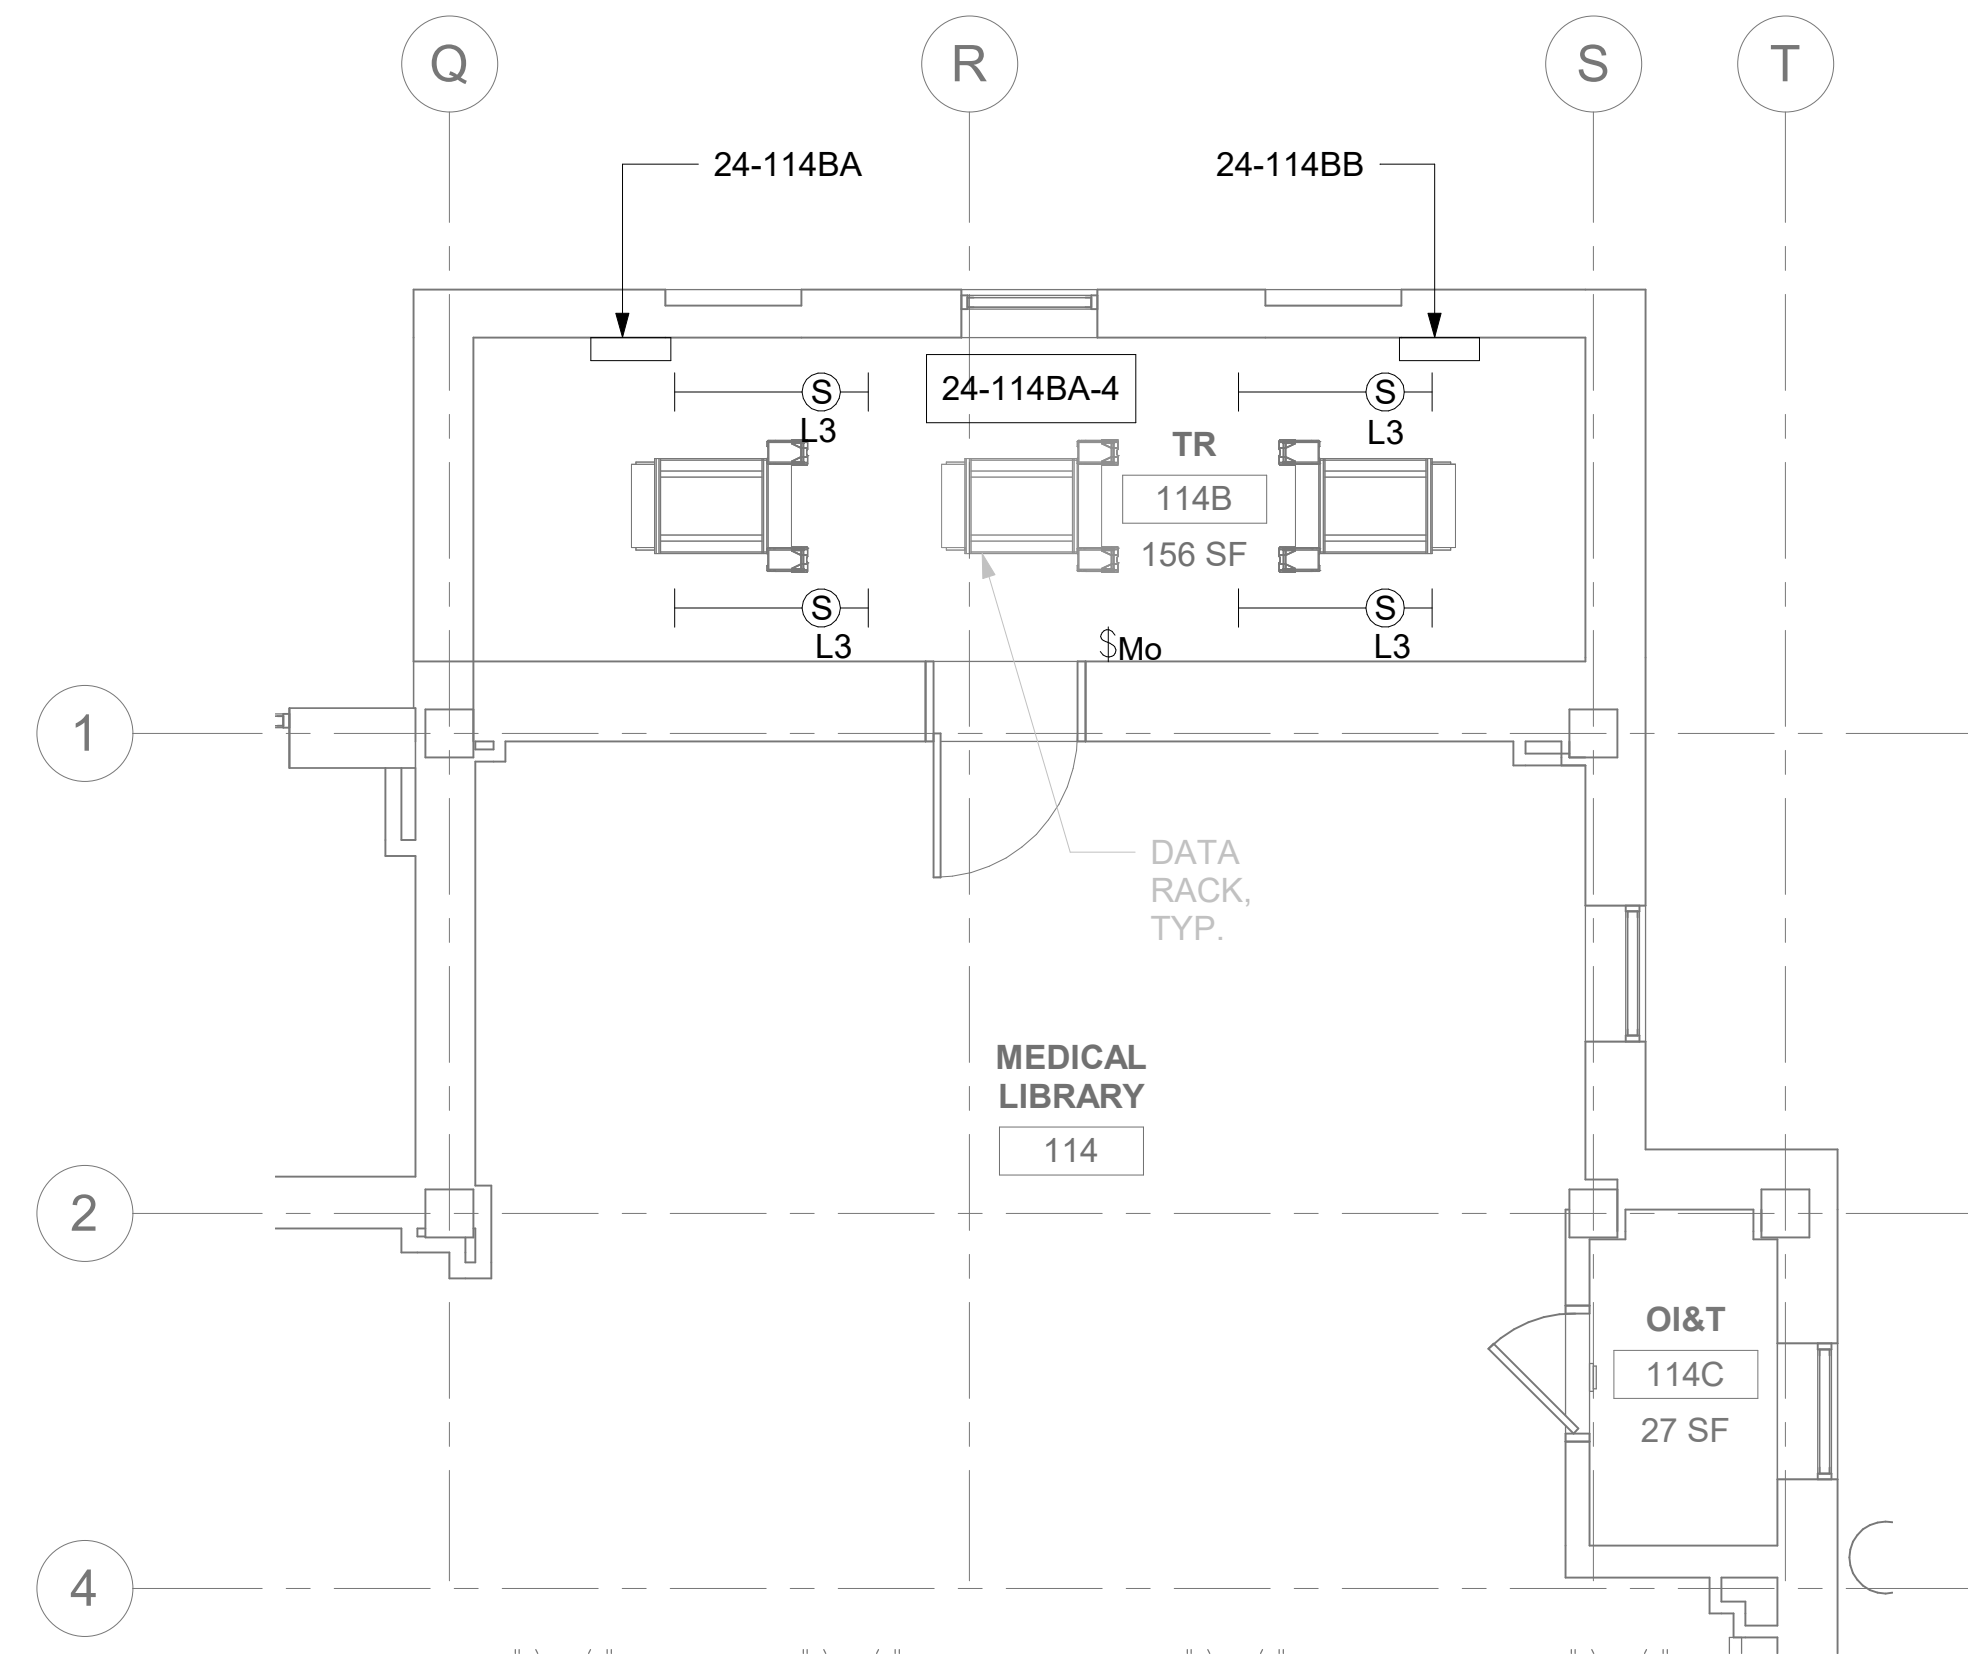 Q
R
S
T
24-114BA
24-114BB
24-114BA-4
S
S
L3
L3
TR
114B
156 SF
S
S
L3
L3
$Mo
1
DATA
RACK,
TYP.
MEDICAL
LIBRARY
114
2
OI&T
114C
27 SF
4